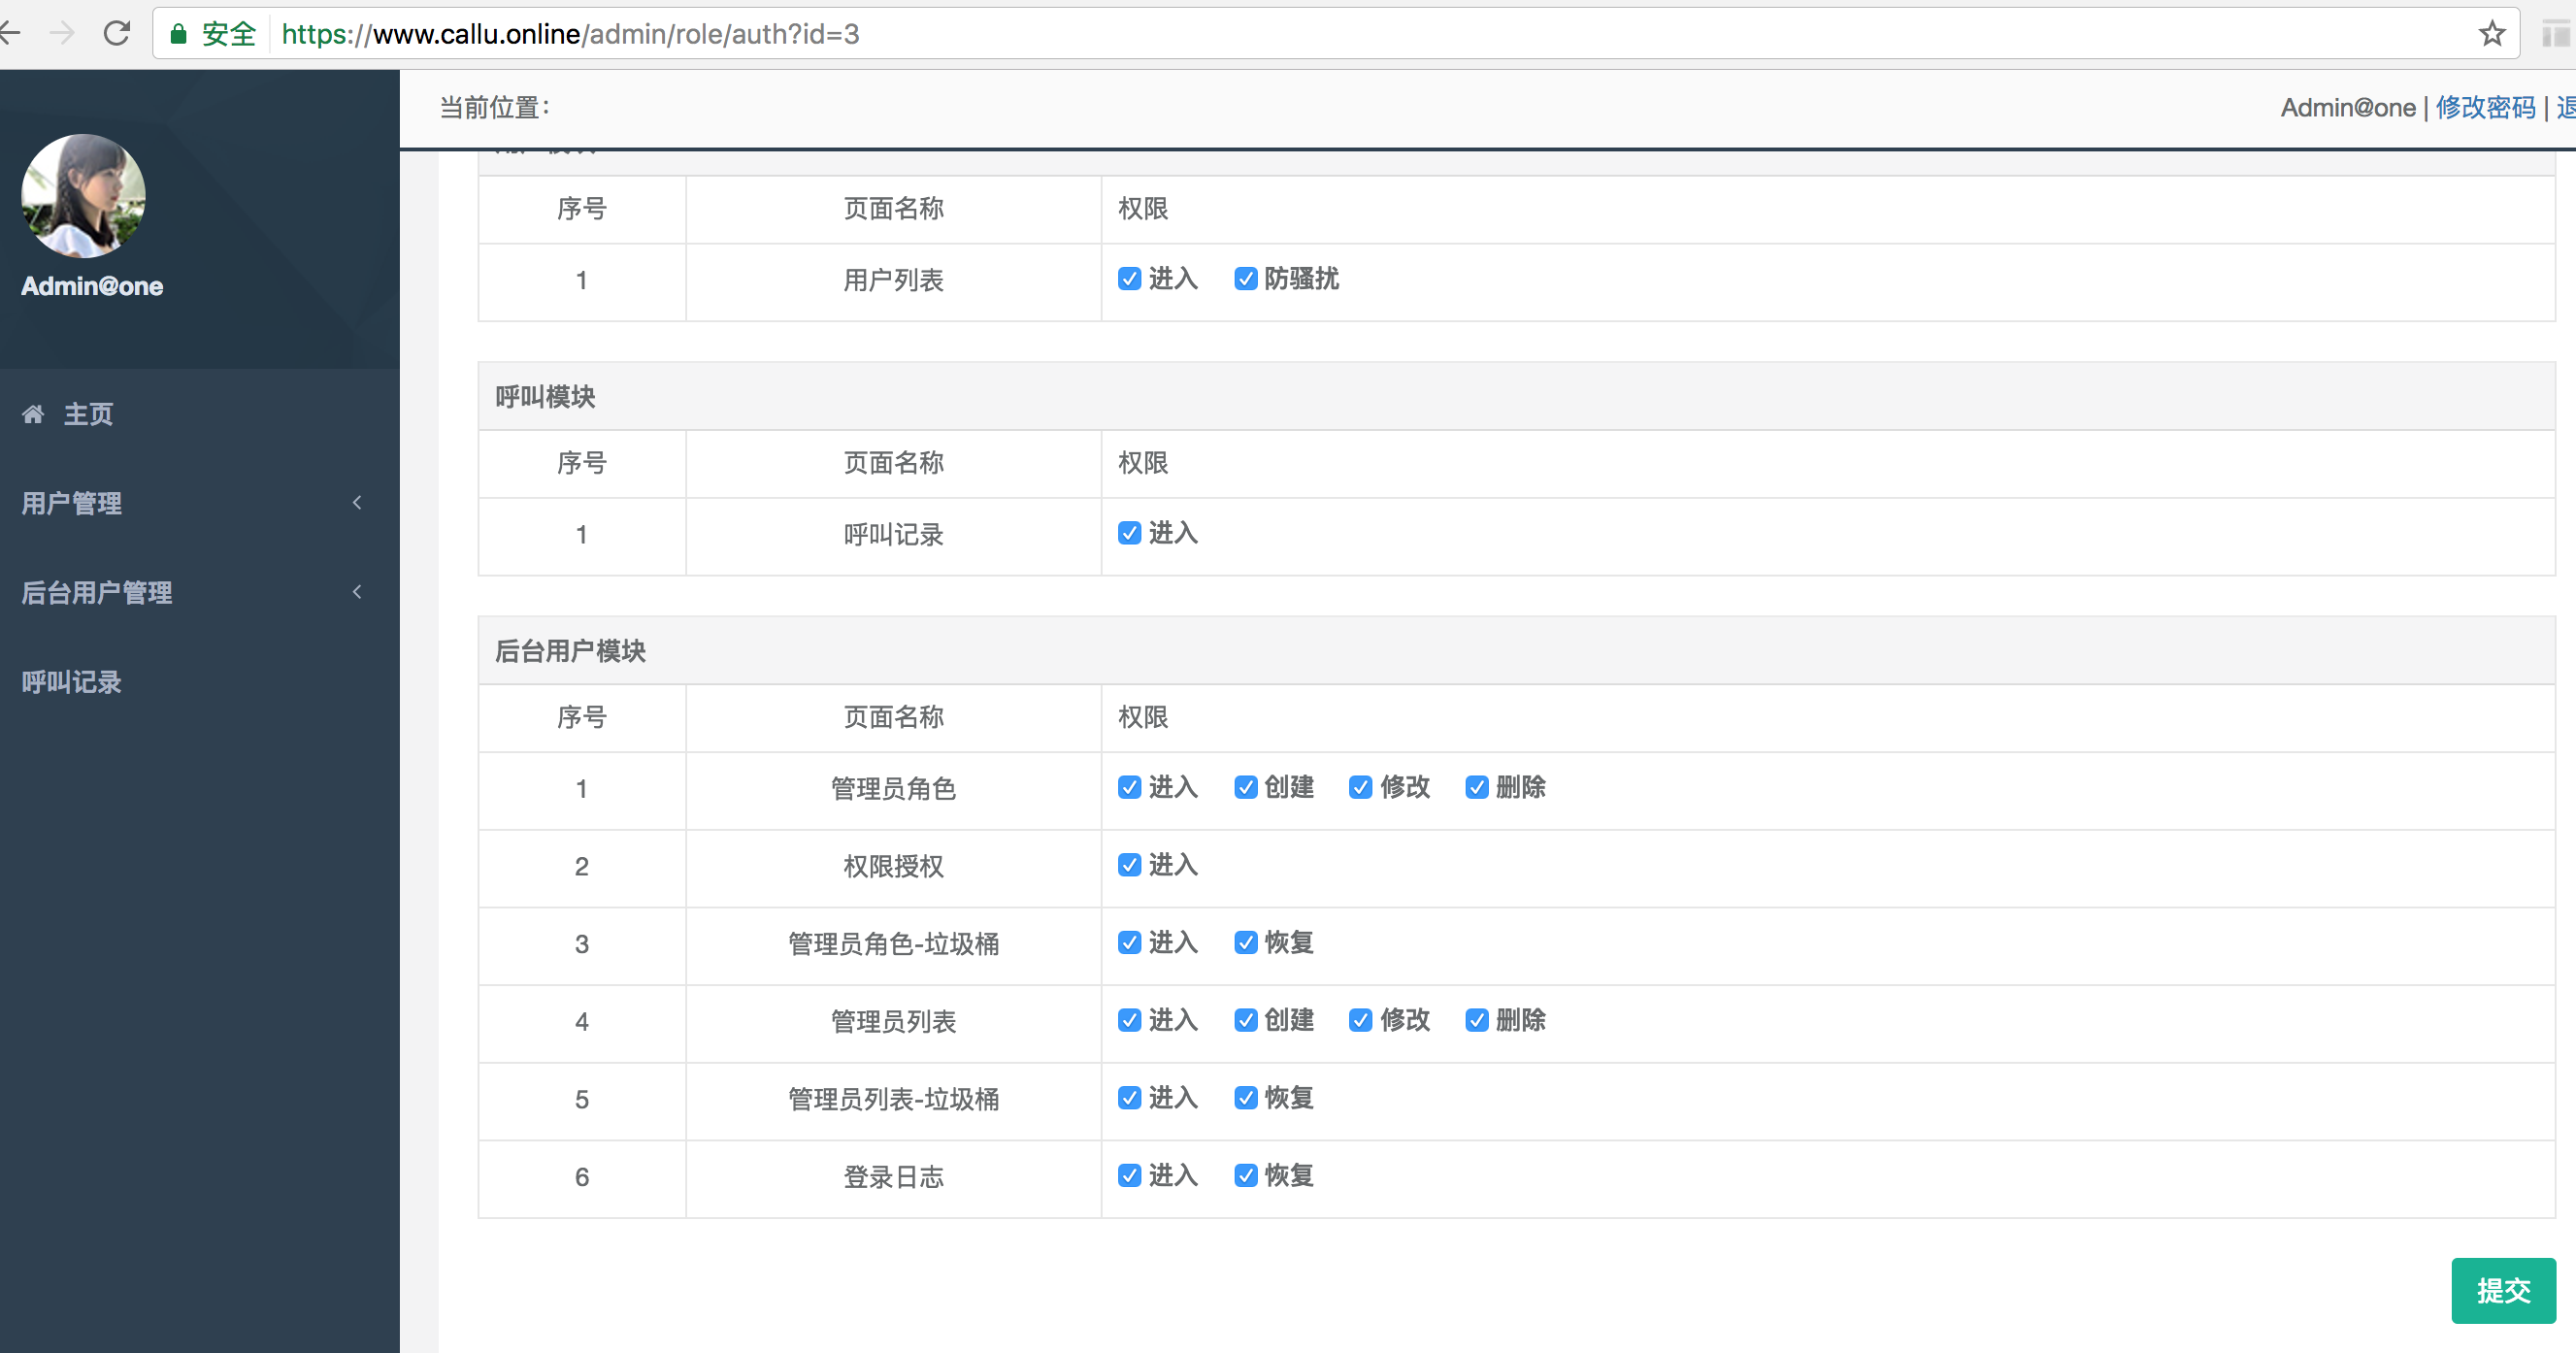 安全 https://www.callu.online/admin/role/auth?id=3
当前位置：
Admin@one | 修改密码 |
Admin@one
主页
用户管理
后台用户管理
呼叫记录
序号 页面名称 权限
1 用户列表 进入 防骚扰
呼叫模块
序号 页面名称 权限
1 呼叫记录 进入
后台用户模块
序号 页面名称 权限
1 管理员角色 进入 创建 修改 删除
2 权限授权 进入
3 管理员角色-垃圾桶 进入 恢复
4 管理员列表 进入 创建 修改 删除
5 管理员列表-垃圾桶 进入 恢复
6 登录日志 进入 恢复
提交